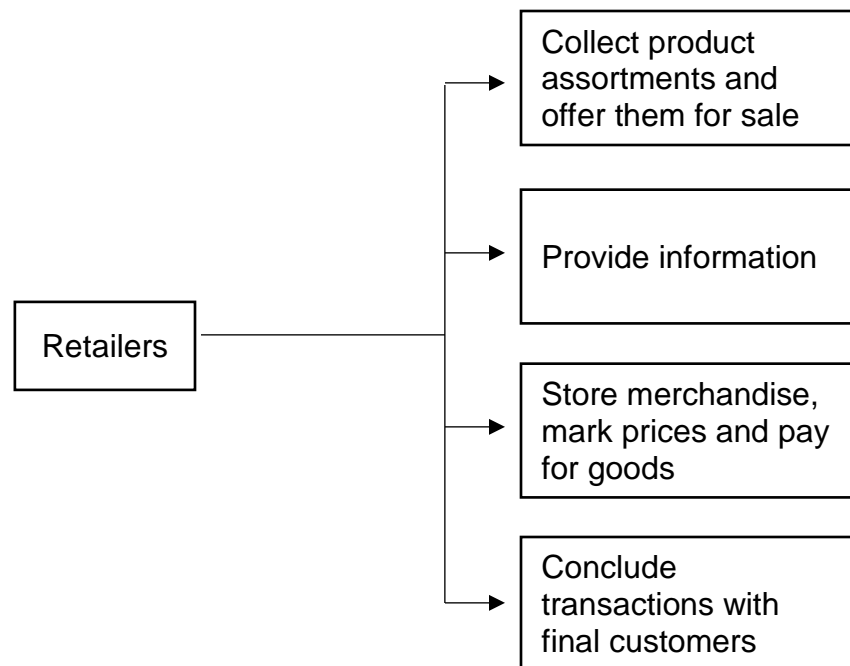 Collect product
assortments and
offer them for sale
Provide information
Retailers
Store merchandise,
mark prices and pay
for goods
Conclude
transactions with
final customers